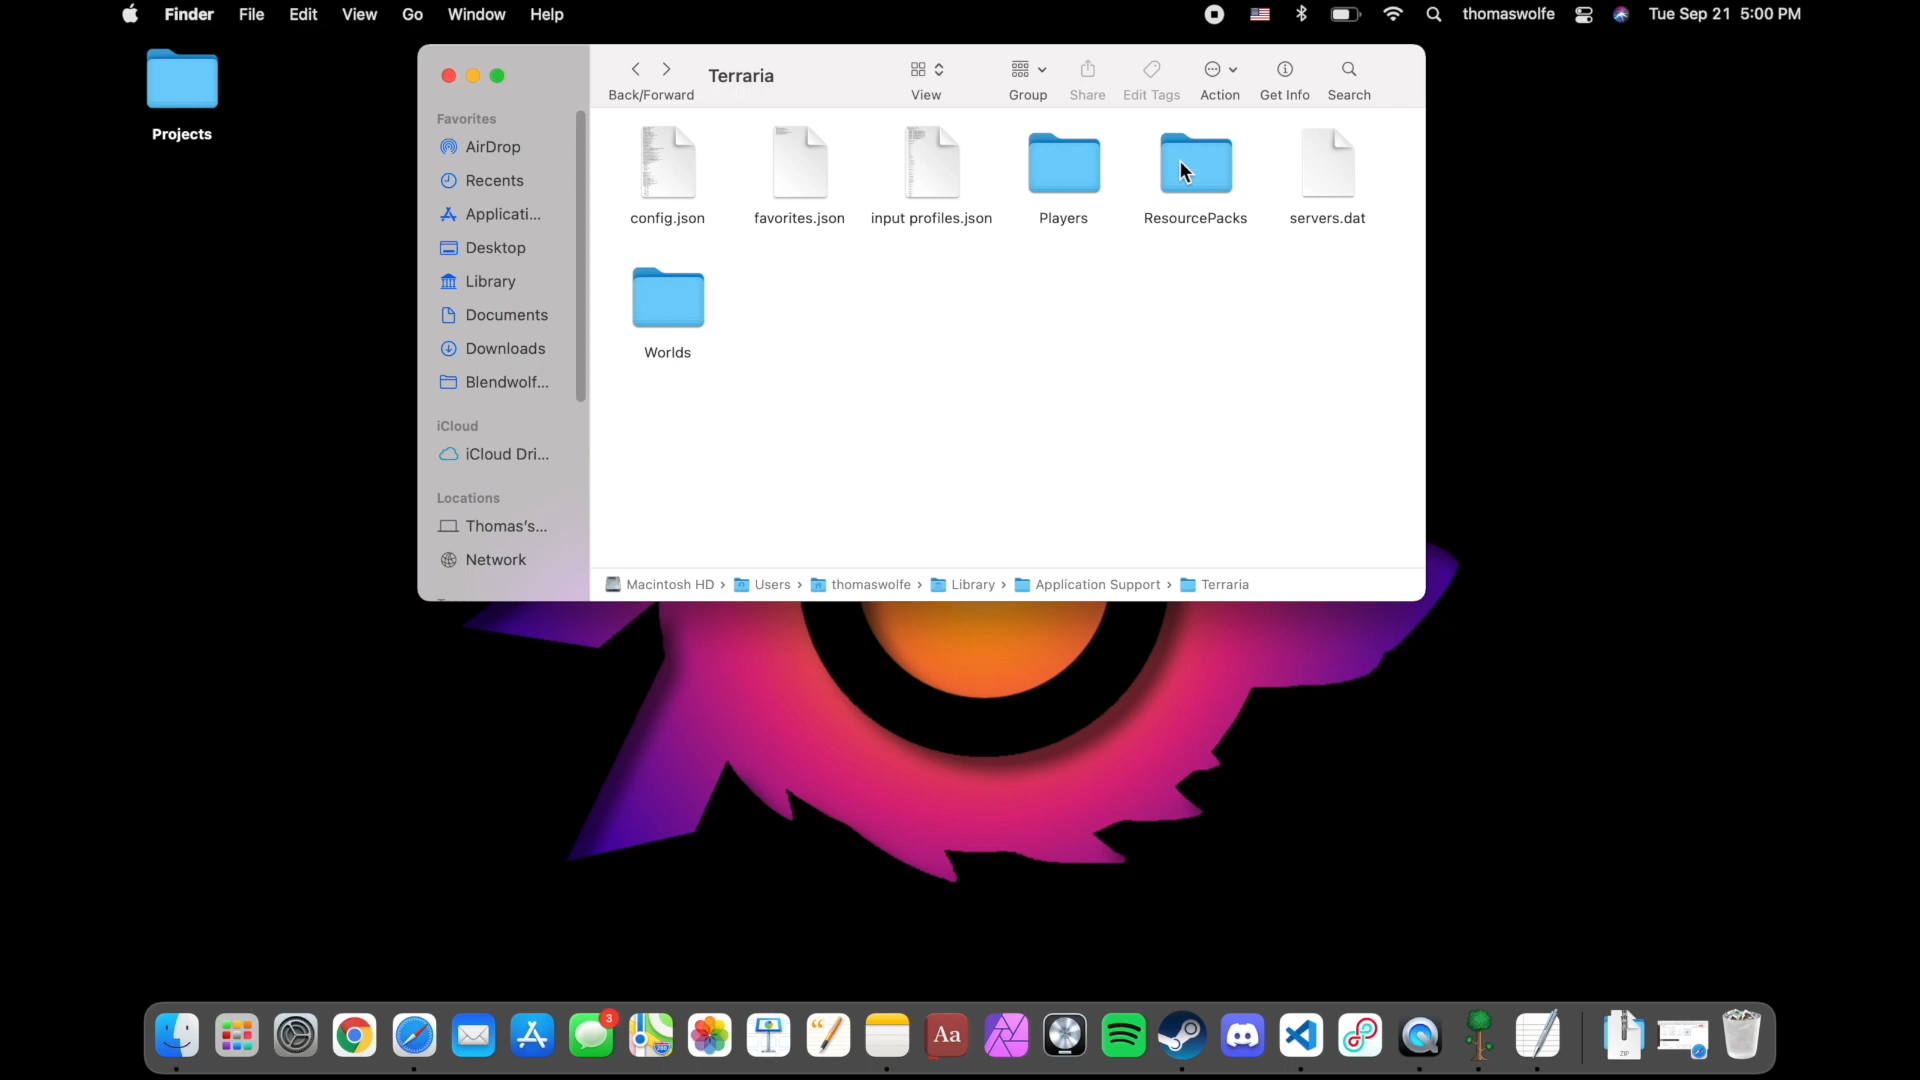 Finder File Edit View Go Window Help
thomaswolfe Tue Sep 21 5:00 PM
Projects
Terraria
Back/Forward View Group Share Edit Tags Action Get Info Search
Favorites
AirDrop
Recents
Applicati...
Desktop
Library
Documents
Downloads
Blendwolf...
iCloud
iCloud Dri...
Locations
Thomas's...
Network
config.json favorites.json input profiles.json Players ResourcePacks servers.dat
Worlds
Macintosh HD › Users › thomaswolfe › Library › Application Support › Terraria
3
280
Aa
ZIP